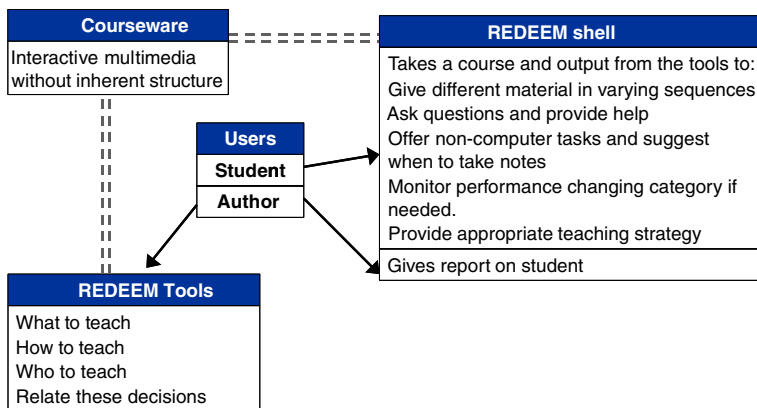 Courseware
Interactive multimedia
without inherent structure
REDEEM shell
Takes a course and output from the tools to:
Give different material in varying sequences
Ask questions and provide help
Offer non-computer tasks and suggest
when to take notes
Monitor performance changing category if
needed.
Provide appropriate teaching strategy
Gives report on student
Users
Student
Author
REDEEM Tools
What to teach
How to teach
Who to teach
Relate these decisions